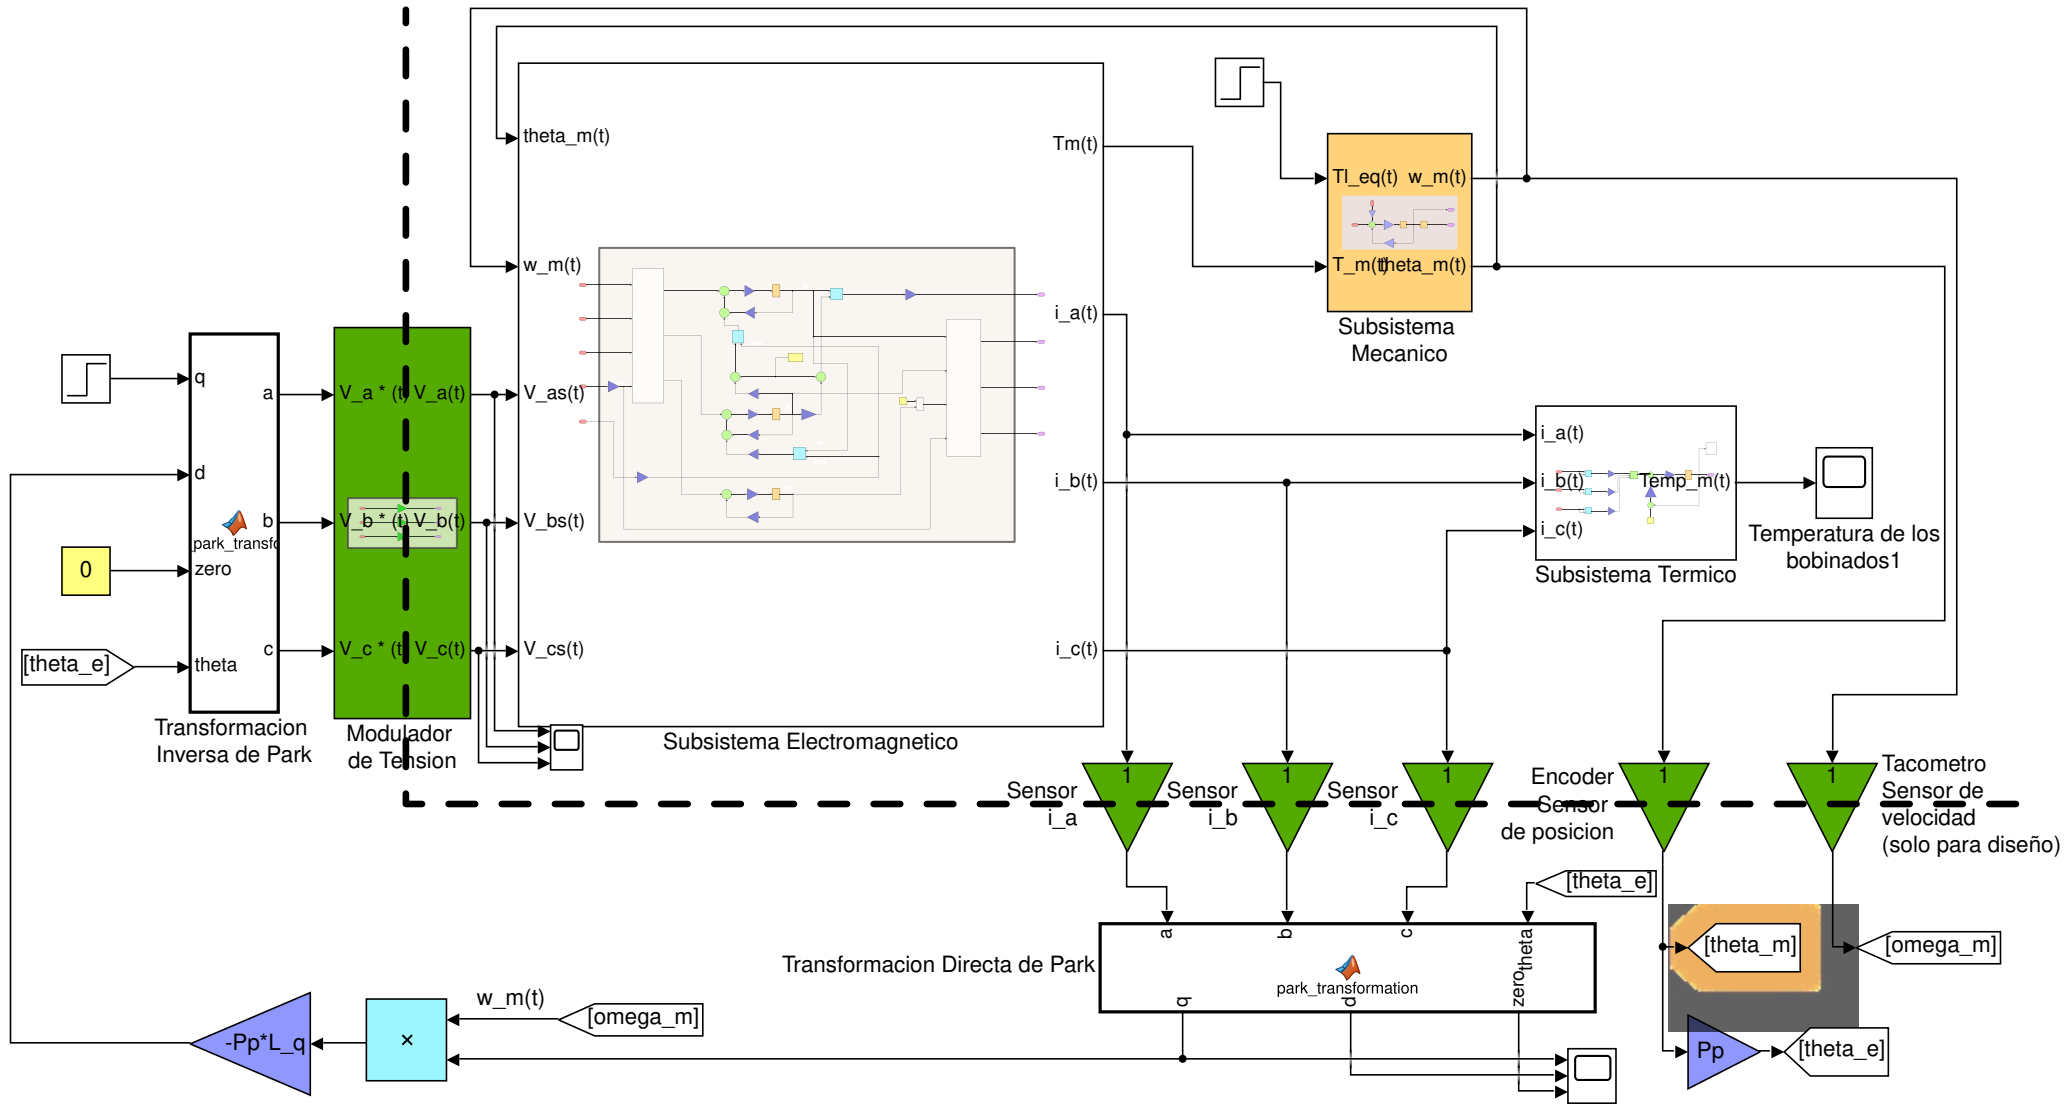 theta_m(t)
w_m(t)
V_as(t)
V_bs(t)
V_cs(t)
Tm(t)
i_a(t)
i_b(t)
i_c(t)
Subsistema Electromagnetico
Tl_eq(t)
w_m(t)
T_m(t)
theta_m(t)
Subsistema
Mecanico
i_a(t)
i_b(t)
i_c(t)
Temp_m(t)
Subsistema Termico
Temperatura de los
bobinados1
q
d
zero
theta
a
b
c
park_transfo
0
[theta_e]
Transformacion
Inversa de Park
V_a * (t)
V_a(t)
V_b * (t)
V_b(t)
V_c * (t)
V_c(t)
Modulador
de Tension
Sensor
i_a
1
Sensor
i_b
1
Sensor
i_c
1
Encoder
Sensor
de posicion
1
1
Tacometro
Sensor de
velocidad
(solo para diseño)
[theta_e]
a
b
c
theta
Transformacion Directa de Park
park_transformation
q
d
zero
[theta_m]
[omega_m]
Pp
[theta_e]
w_m(t)
[omega_m]
×
-Pp*L_q